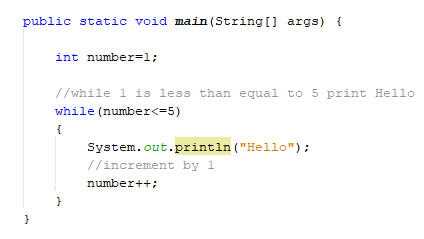 public static void main(String[] args) {
int number=1;
//while 1 is less than equal to 5 print Hello
while(number<=5)
{
System.out.println("Hello");
//increment by 1
number++;
}
}